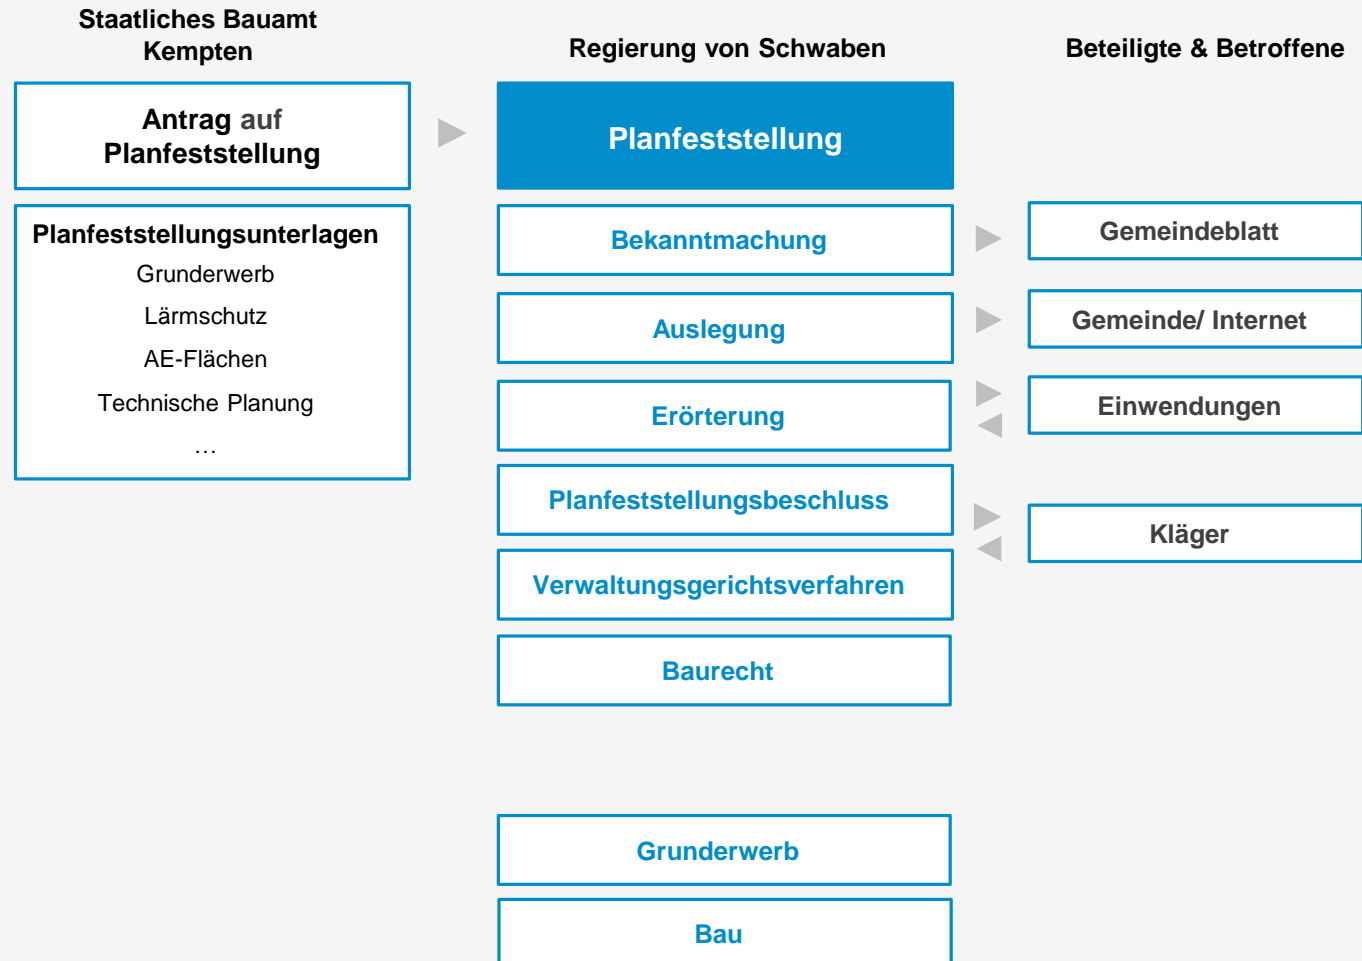 Staatliches Bauamt
Kempten
Regierung von Schwaben
Beteiligte & Betroffene
Antrag auf
Planfeststellung
Planfeststellung
Planfeststellungsunterlagen
Grunderwerb
Lärmschutz
AE-Flächen
Technische Planung
…
Bekanntmachung
Gemeindeblatt
Auslegung
Gemeinde/ Internet
Erörterung
Einwendungen
Planfeststellungsbeschluss
Kläger
Verwaltungsgerichtsverfahren
Baurecht
Grunderwerb
Bau